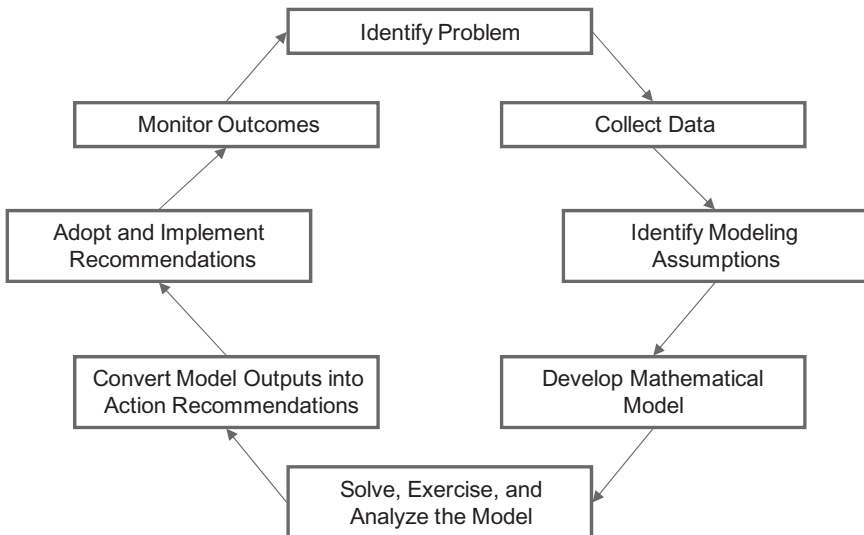 Identify Problem
Collect Data
Identify Modeling
Assumptions
Develop Mathematical
Model
Solve, Exercise, and
Analyze the Model
Convert Model Outputs into
Action Recommendations
Adopt and Implement
Recommendations
Monitor Outcomes